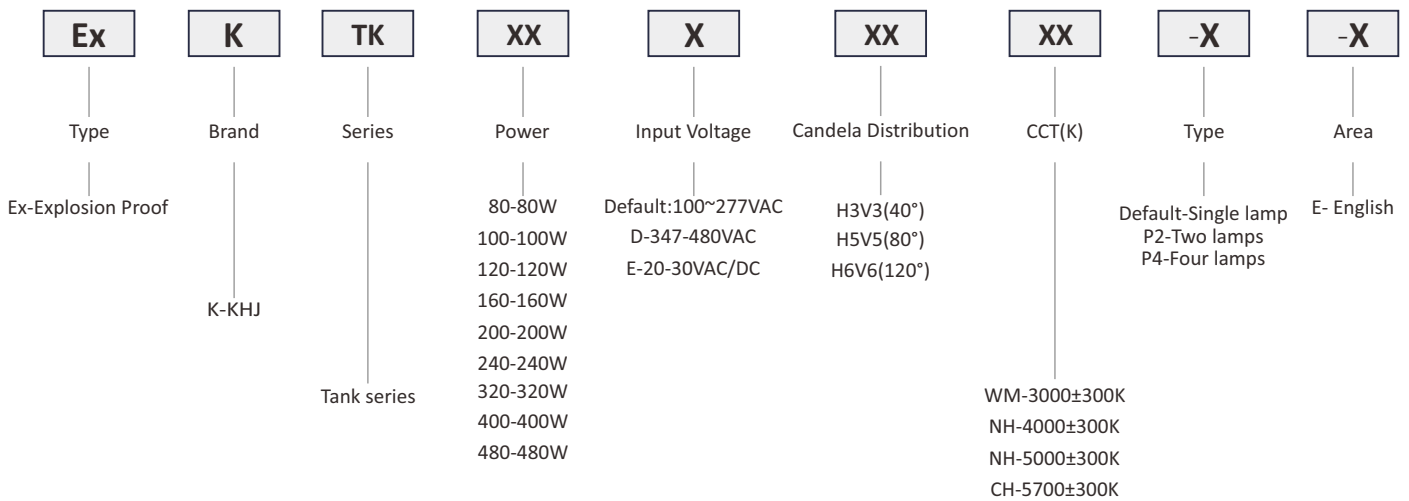 Ex K TK XX X XX XX -X -X
Type Brand Series Power Input Voltage Candela Distribution CCT(K) Type Area
Ex-Explosion Proof
K-KHJ
Tank series
80-80W
100-100W
120-120W
160-160W
200-200W
240-240W
320-320W
400-400W
480-480W
Default:100~277VAC
D-347-480VAC
E-20-30VAC/DC
H3V3(40°)
H5V5(80°)
H6V6(120°)
WM-3000±300K
NH-4000±300K
NH-5000±300K
CH-5700±300K
Default-Single lamp
P2-Two lamps
P4-Four lamps
E- English